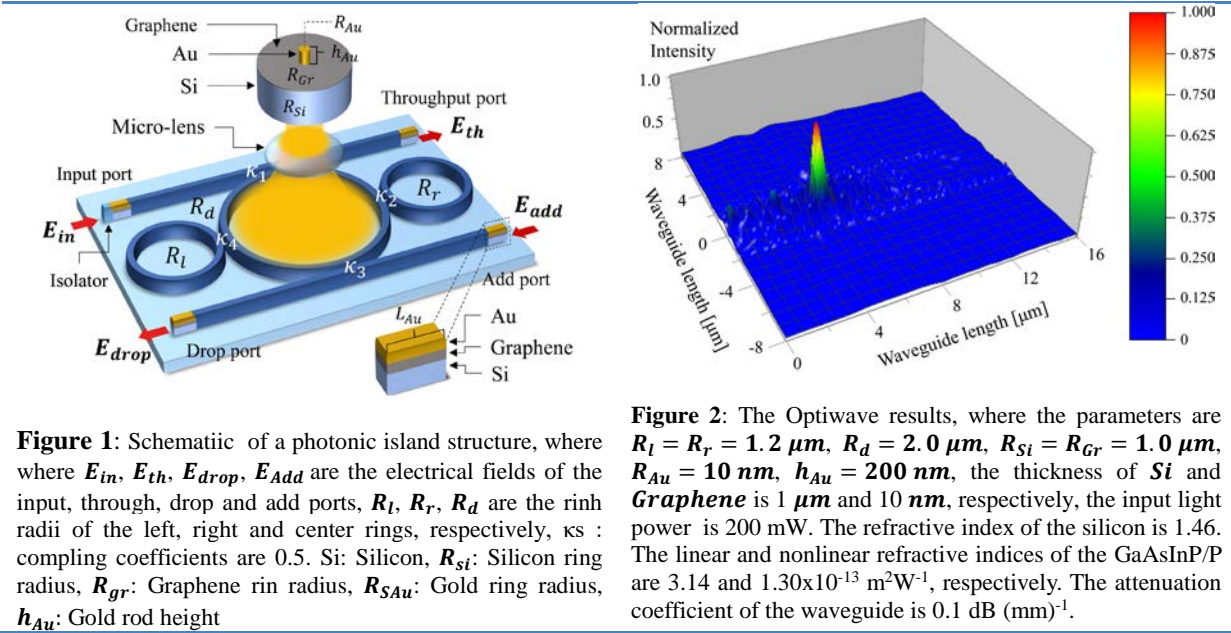 Graphene
R_Au
Au
h_Au
R_Gr
Si
R_Si
Throughput port
E_th
Micro-lens
κ_1
Input port
κ_2
R_r
R_d
E_in
E_add
κ_4
R_l
κ_3
Isolator
Add port
L_Au
Au
E_drop
Drop port
Graphene
Si
Figure 1: Schematiic of a photonic island structure, where
where E_in, E_th, E_drop, E_Add are the electrical fields of the
input, through, drop and add ports, R_l, R_r, R_d are the rinh
radii of the left, right and center rings, respectively, κs :
compling coefficients are 0.5. Si: Silicon, R_si: Silicon ring
radius, R_gr: Graphene rin radius, R_SAu: Gold ring radius,
h_Au: Gold rod height
Normalized
Intensity
1.0
0.5
8
4
0
-4
-8
Waveguide length [μm]
0
4
8
12
16
Waveguide length [μm]
1.000
0.875
0.750
0.625
0.500
0.375
0.250
0.125
0
Figure 2: The Optiwave results, where the parameters are
R_l = R_r = 1.2 μm, R_d = 2.0 μm, R_Si = R_Gr = 1.0 μm,
R_Au = 10 nm, h_Au = 200 nm, the thickness of Si and
Graphene is 1 μm and 10 nm, respectively, the input light
power is 200 mW. The refractive index of the silicon is 1.46.
The linear and nonlinear refractive indices of the GaAsInP/P
are 3.14 and 1.30x10⁻¹³ m²W⁻¹, respectively. The attenuation
coefficient of the waveguide is 0.1 dB (mm)⁻¹.